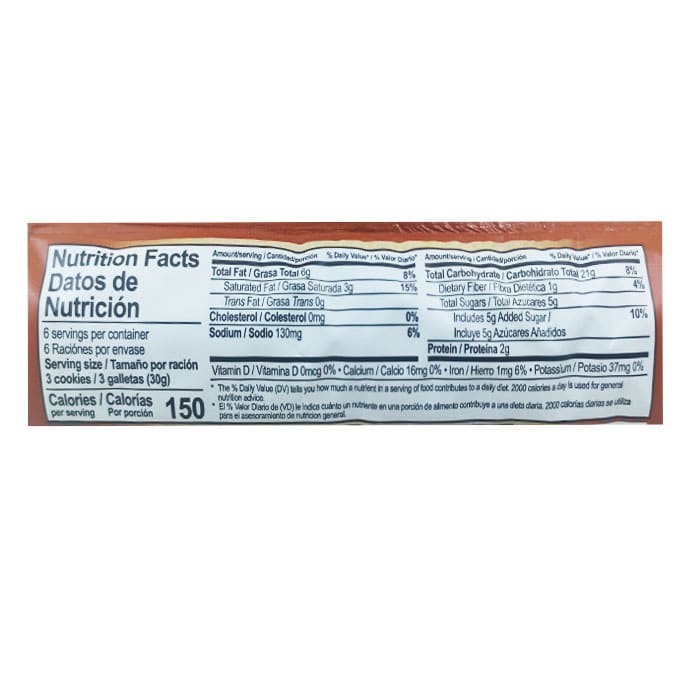 Nutrition Facts
Datos de
Nutrición
6 servings per container
6 Raciónes por envase
Serving size / Tamaño por ración
3 cookies / 3 galletas (30g)
Calories / Calorías
per serving Por porción 150
Amount/serving / Cantidad/porción % Daily Value* / % Valor Diario*
Total Fat / Grasa Total 6g 8%
Saturated Fat / Grasa Saturada 3g 15%
Trans Fat / Grasa Trans 0g
Cholesterol / Colesterol 0mg 0%
Sodium / Sodio 130mg 6%
Amount/serving / Cantidad/porción % Daily Value* / % Valor Diario*
Total Carbohydrate / Carbohidrato Total 21g 8%
Dietary Fiber / Fibra Dietética 1g 4%
Total Sugars / Total Azucares 5g
Includes 5g Added Sugar / 10%
Incluye 5g Azúcares Añadidos
Protein / Proteína 2g
Vitamin D / Vitamina D 0mcg 0% • Calcium / Calcio 16mg 0% • Iron / Hierro 1mg 6% • Potassium / Potasio 37mg 0%
* The % Daily Value (DV) tells you how much a nutrient in a serving of food contributes to a daily diet. 2000 calories a day is used for general
nutrition advice.
* El % Valor Diario de (VD) le indica cuánto un nutriente en una porción de alimento contribuye a una diets diaria. 2000 calorías diarias se utiliza
para el asesoramiento de nutricion general.